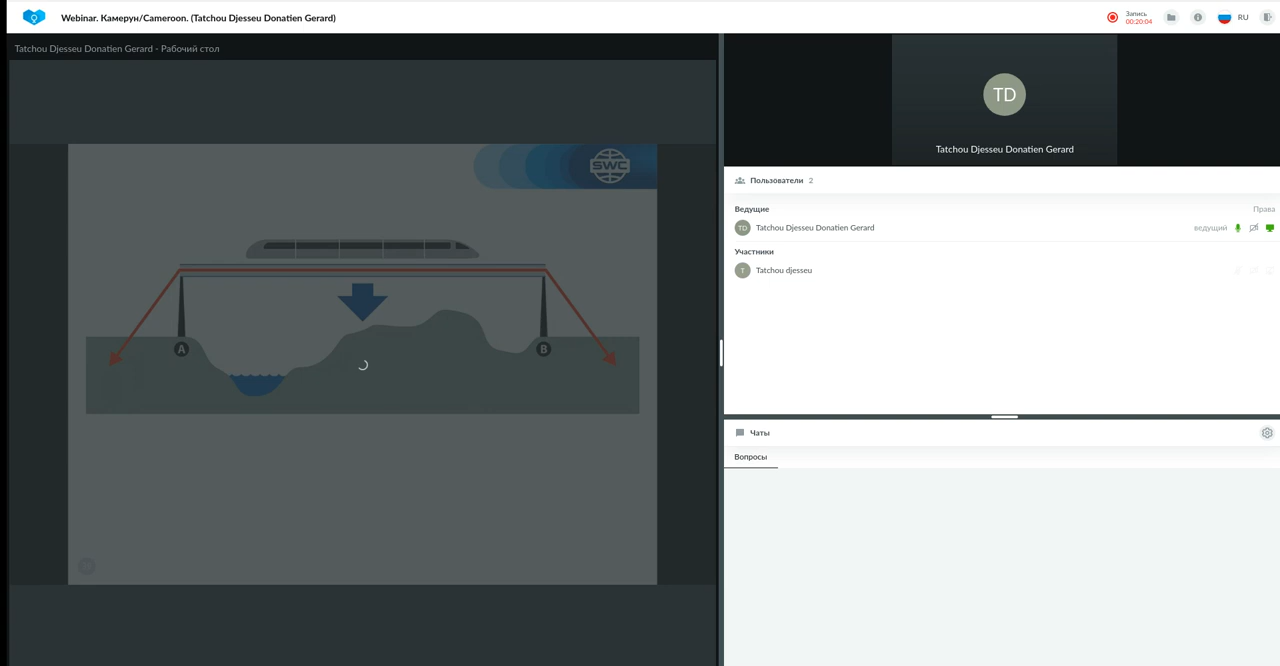 Webinar. Камерун/Cameroon. (Tatchou Djesseu Donatien Gerard)
Запись
00:20:04
RU
Tatchou Djesseu Donatien Gerard - Рабочий стол
SWC
A
B
TD
Tatchou Djesseu Donatien Gerard
Пользователи 2
Ведущие
Права
TD
Tatchou Djesseu Donatien Gerard
ведущий
Участники
T
Tatchou djesseu
Чаты
Вопросы